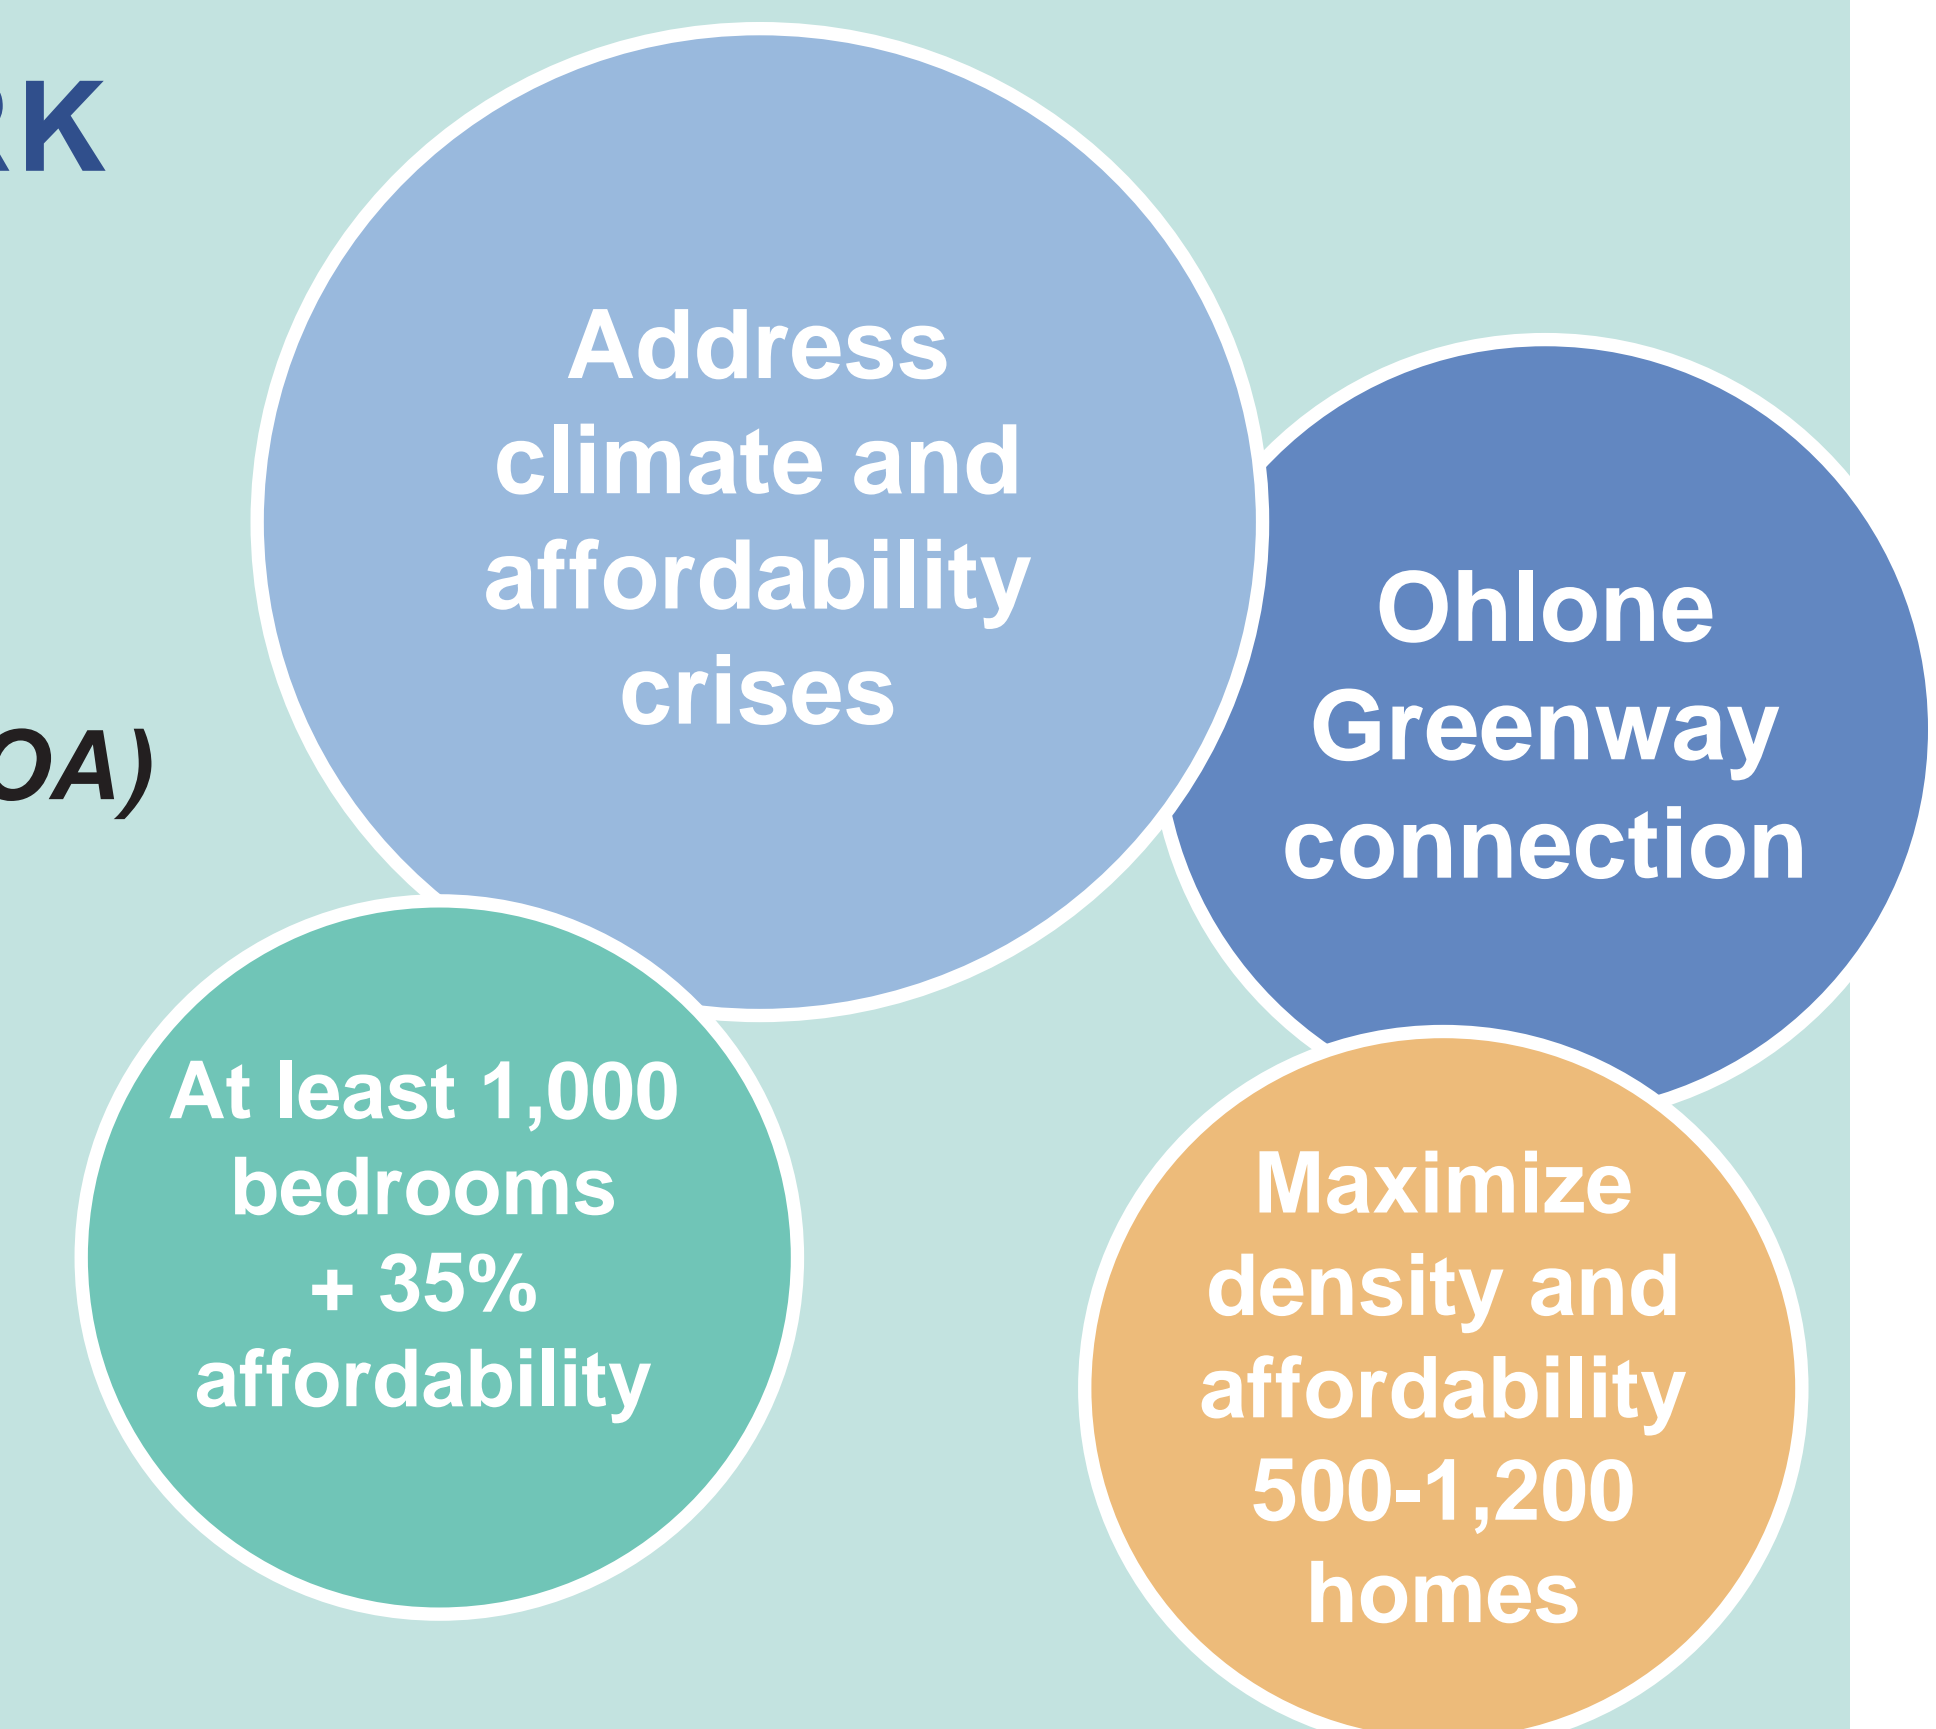 RK
Address
climate and
affordability
crises
Ohlone
Greenway
connection
OA)
At least 1,000
bedrooms
+ 35%
affordability
Maximize
density and
affordability
500-1,200
homes